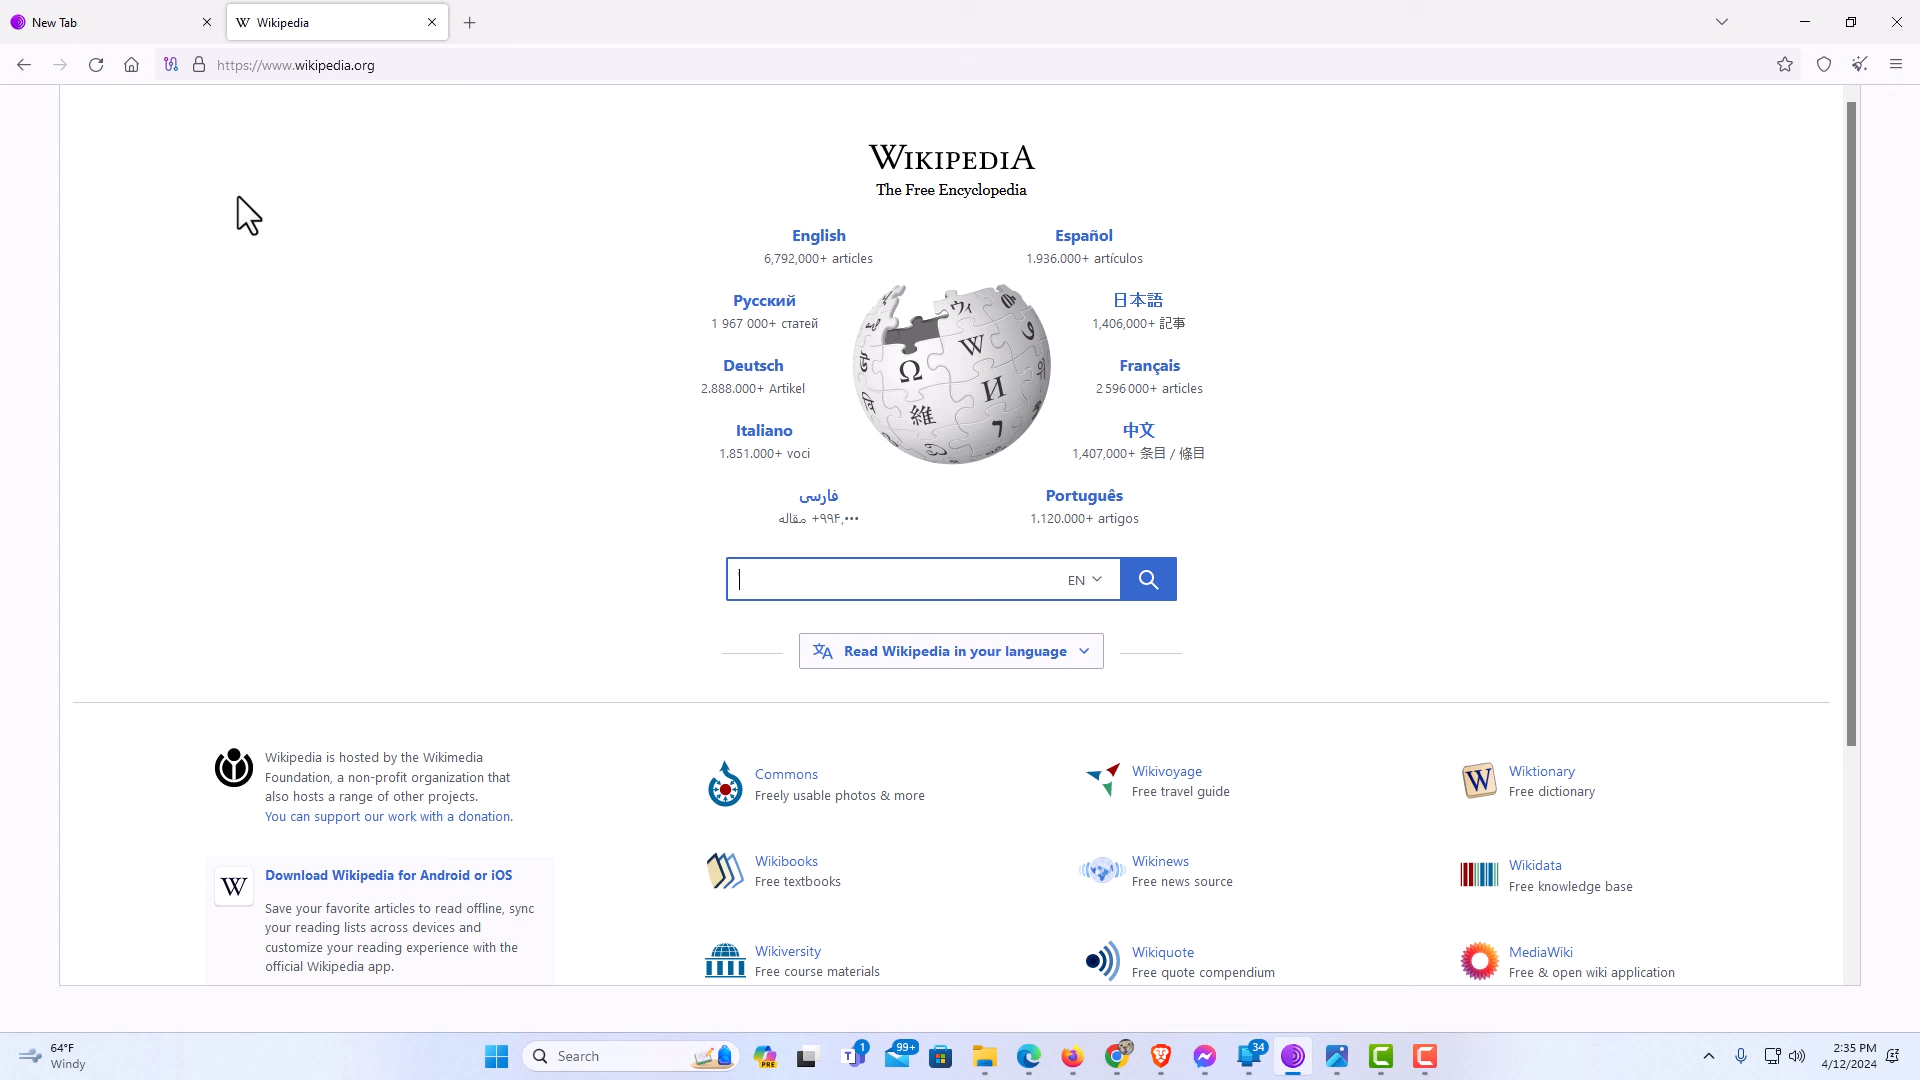 New Tab
Wikipedia
https://www.wikipedia.org
WIKIPEDIA
The Free Encyclopedia
English
6,792,000+ articles
Español
1.936.000+ artículos
Русский
1 967 000+ статей
日本語
1,406,000+ 記事
Deutsch
2.888.000+ Artikel
Français
2 596 000+ articles
Italiano
1.851.000+ voci
中文
1,407,000+ 条目 / 條目
فارسی
۹۹۴٬۰۰۰+ مقاله
Português
1.120.000+ artigos
EN
Read Wikipedia in your language
Wikipedia is hosted by the Wikimedia
Foundation, a non-profit organization that
also hosts a range of other projects.
You can support our work with a donation.
Download Wikipedia for Android or iOS
Save your favorite articles to read offline, sync
your reading lists across devices and
customize your reading experience with the
official Wikipedia app.
Commons
Freely usable photos & more
Wikivoyage
Free travel guide
Wiktionary
Free dictionary
Wikibooks
Free textbooks
Wikinews
Free news source
Wikidata
Free knowledge base
Wikiversity
Free course materials
Wikiquote
Free quote compendium
MediaWiki
Free & open wiki application
64°F
Windy
Search
PRE
1
99+
34
2:35 PM
4/12/2024